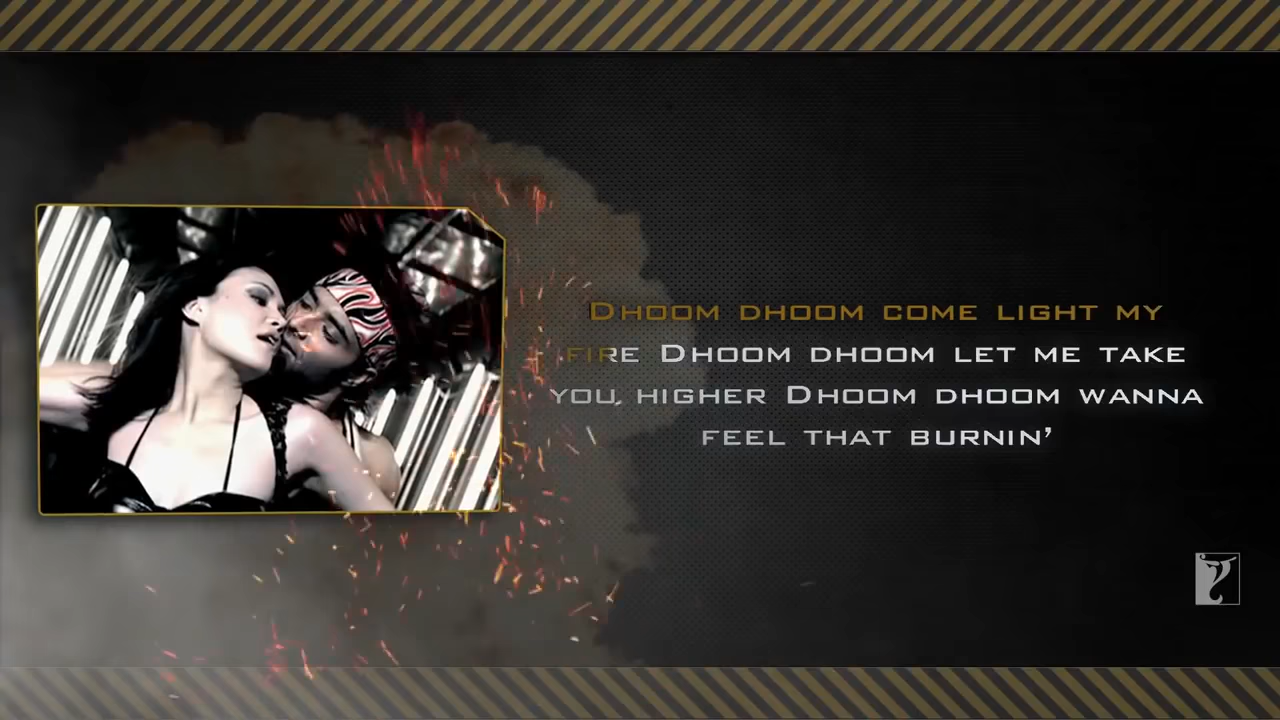 Dhoom dhoom come light my
fire Dhoom dhoom let me take
you, higher Dhoom dhoom wanna
feel that burnin’